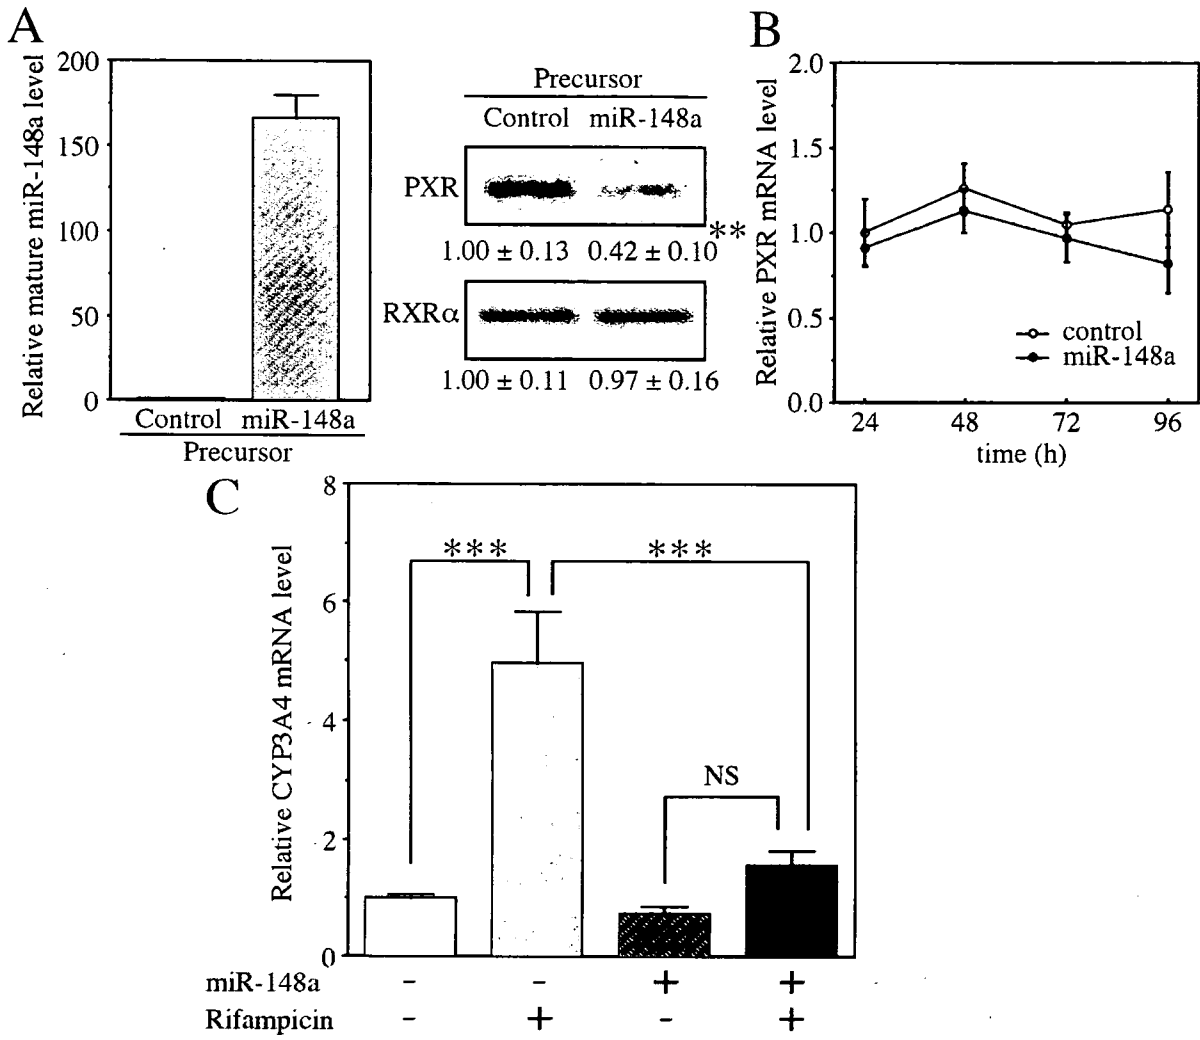 A
Relative mature miR-148a level
200
150
100
50
0
Control miR-148a
Precursor
Precursor
Control miR-148a
PXR
**
1.00 ± 0.13 0.42 ± 0.10
RXRα
1.00 ± 0.11 0.97 ± 0.16
B
Relative PXR mRNA level
2.0
1.5
1.0
0.5
0.0
control
miR-148a
24 48 72 96
time (h)
C
Relative CYP3A4 mRNA level
8
6
4
2
0
*** ***
NS
miR-148a - - + +
Rifampicin - + - +